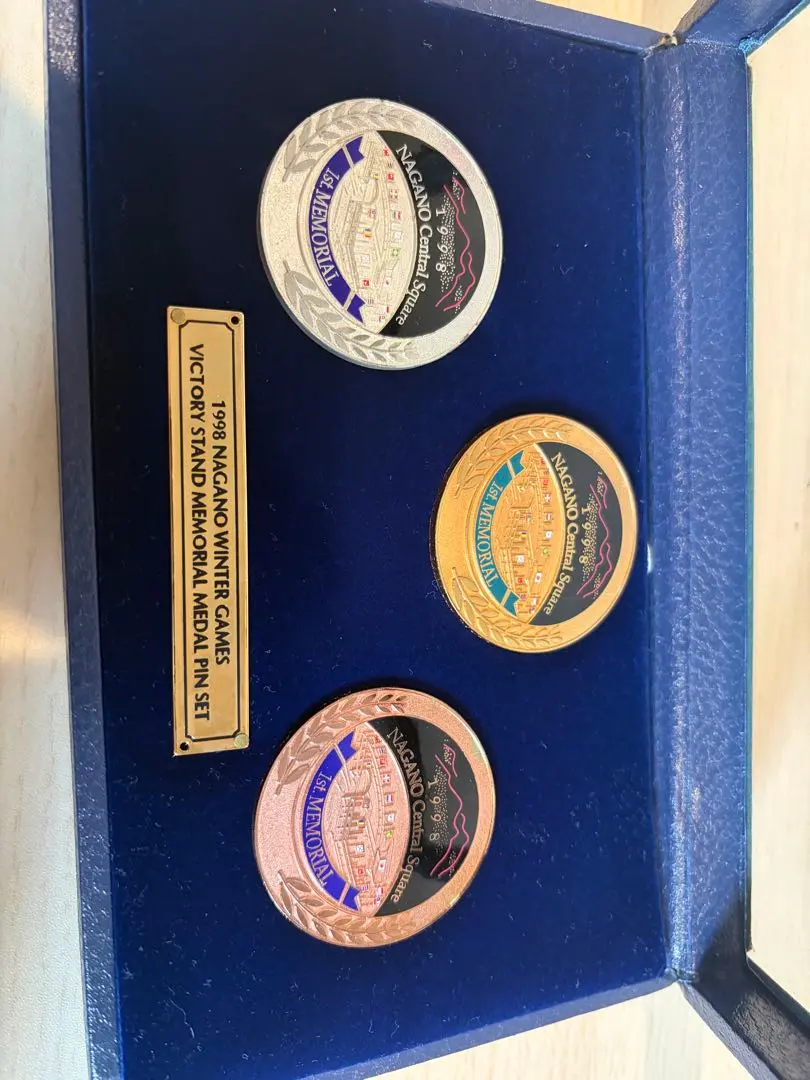 1998
NAGANO Central Square
1st. MEMORIAL
1998
NAGANO Central Square
1st. MEMORIAL
1998
NAGANO Central Square
1st. MEMORIAL
1998 NAGANO WINTER GAMES
VICTORY STAND MEMORIAL MEDAL PIN SET